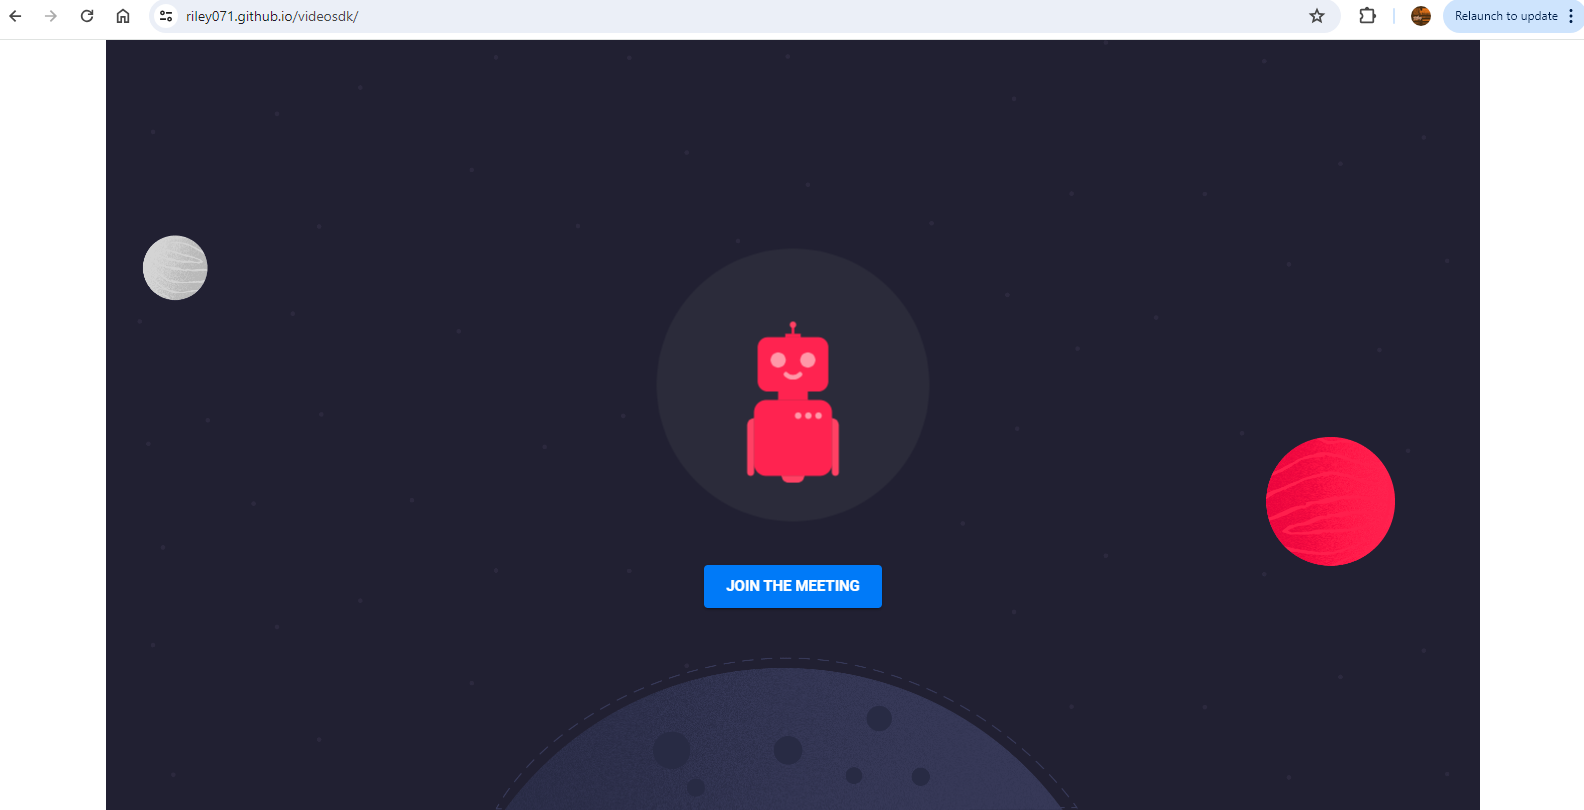 riley071.github.io/videosdk/
Relaunch to update
JOIN THE MEETING